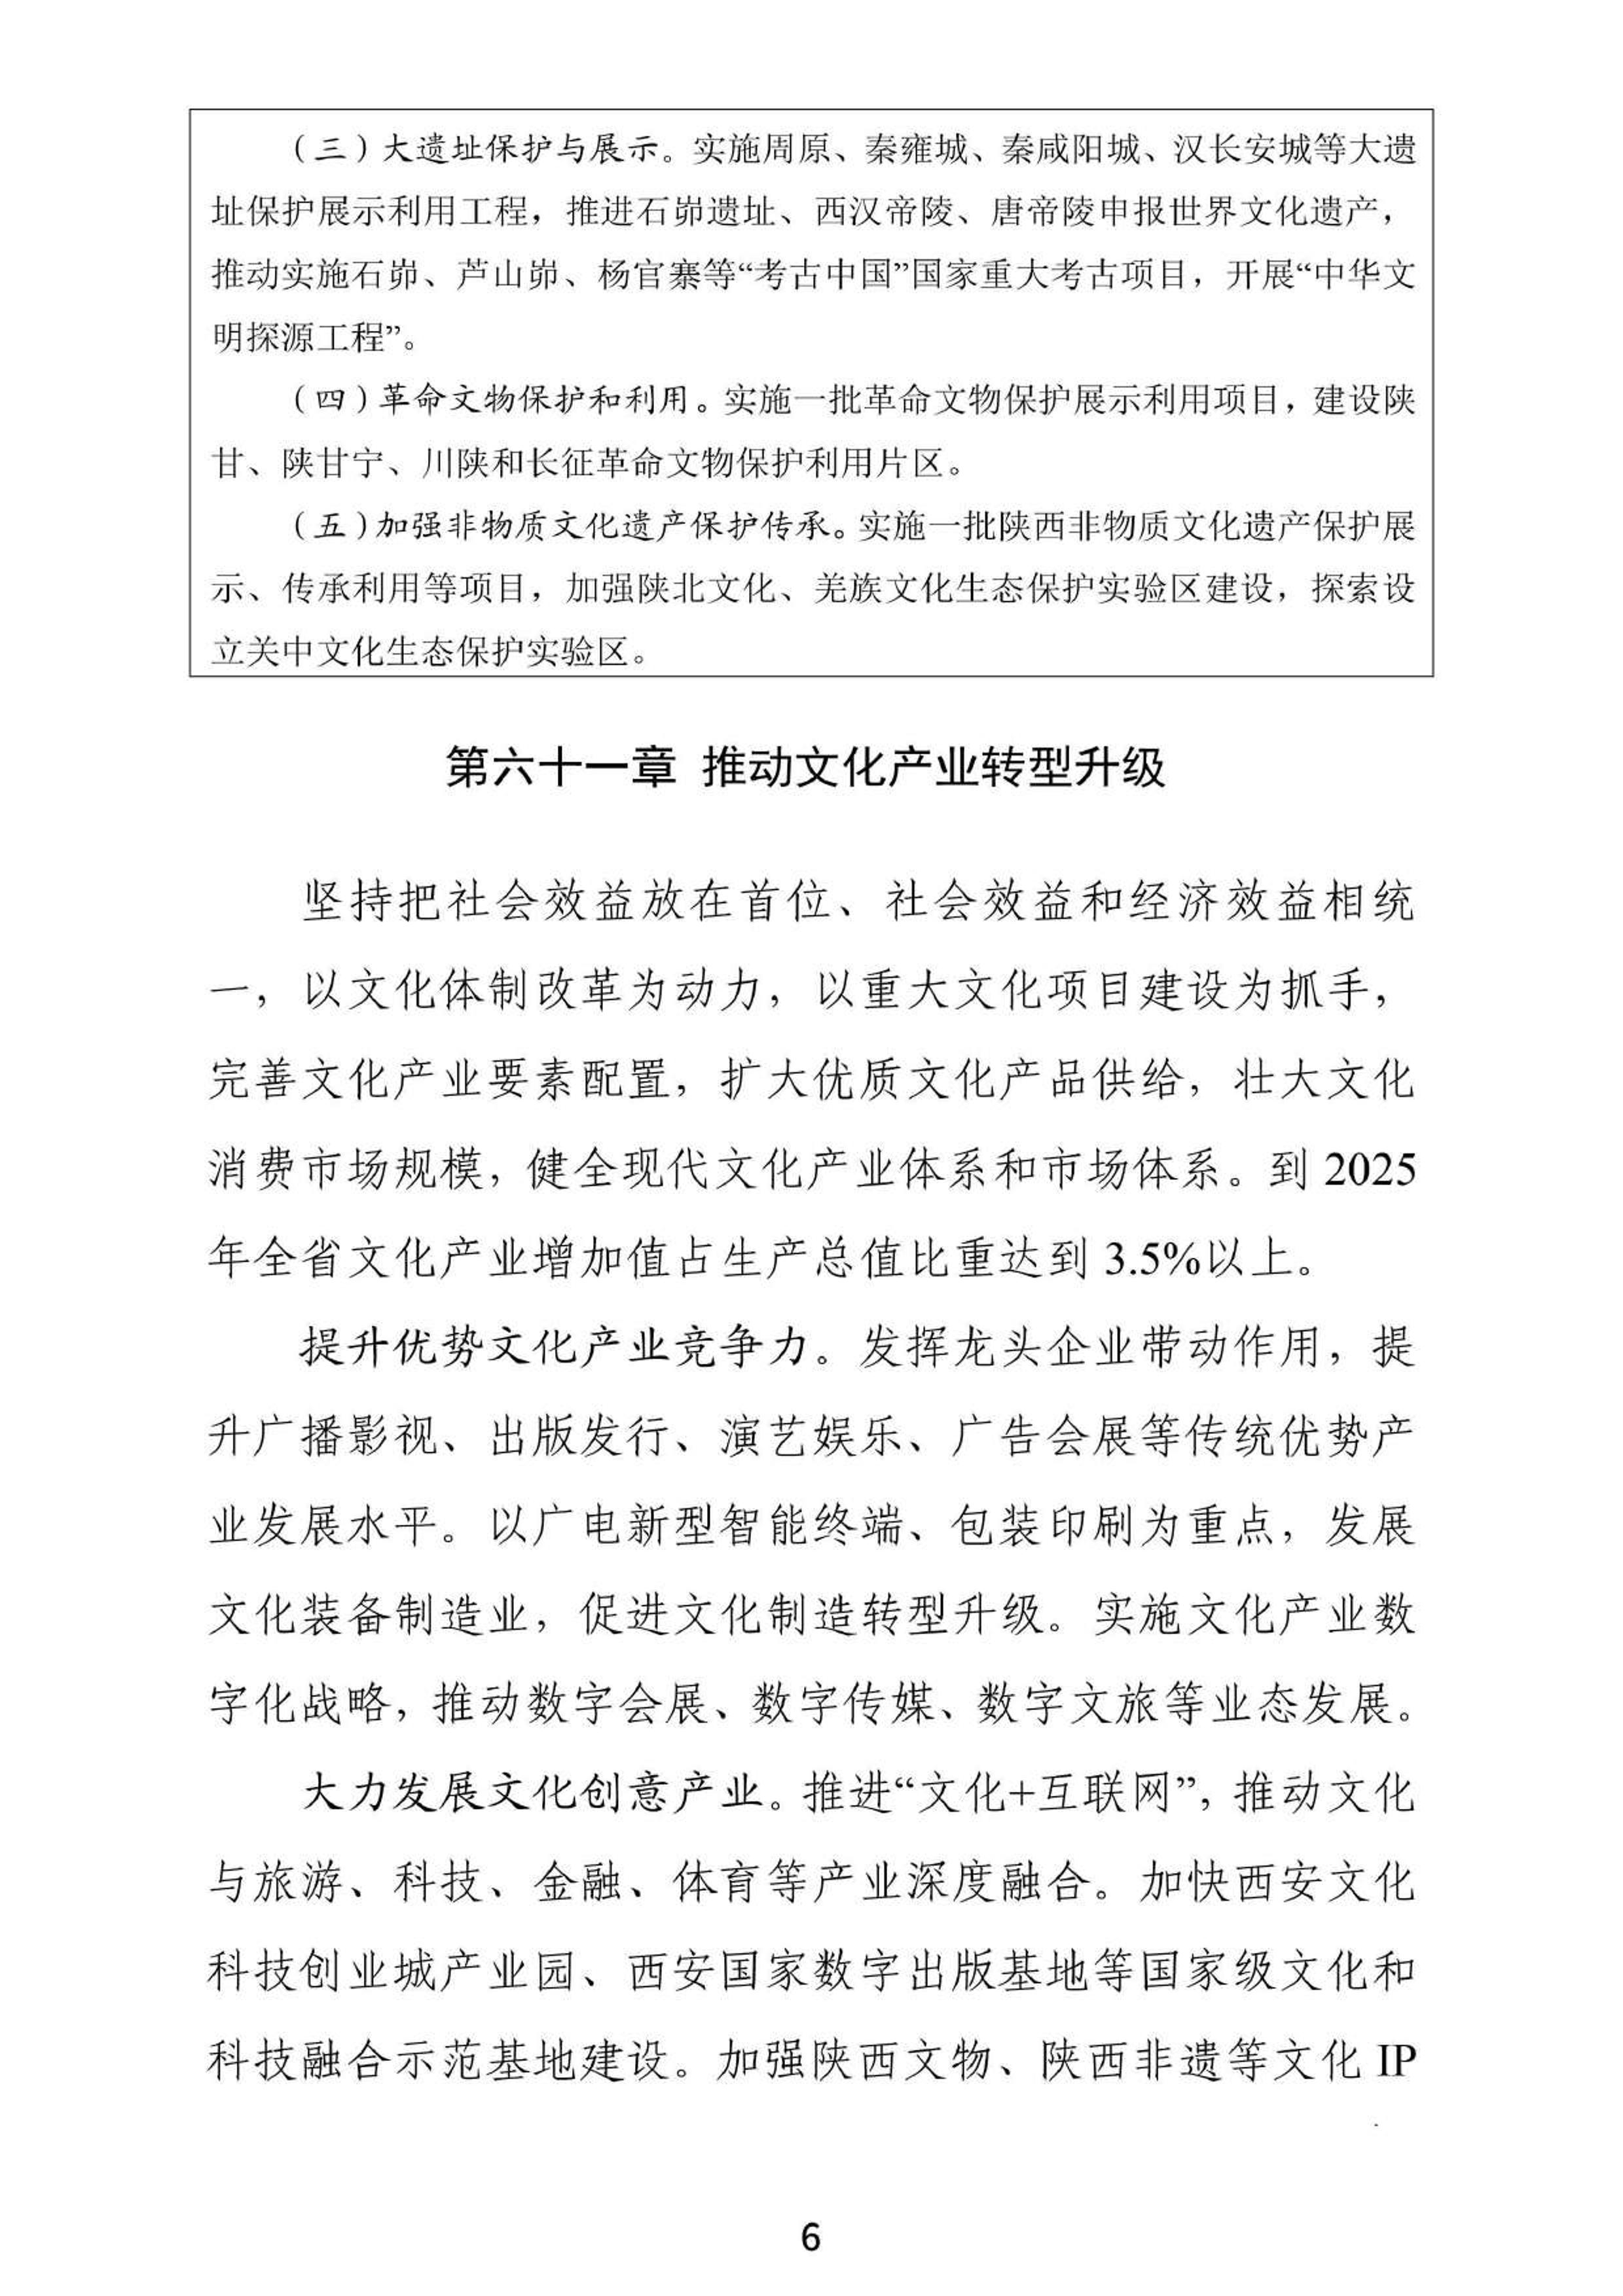 （三）大遗址保护与展示。实施周原、秦雍城、秦咸阳城、汉长安城等大遗
址保护展示利用工程，推进石峁遗址、西汉帝陵、唐帝陵申报世界文化遗产，
推动实施石峁、芦山峁、杨官寨等“考古中国”国家重大考古项目，开展“中华文
明探源工程”。
（四）革命文物保护和利用。实施一批革命文物保护展示利用项目，建设陕
甘、陕甘宁、川陕和长征革命文物保护利用片区。
（五）加强非物质文化遗产保护传承。实施一批陕西非物质文化遗产保护展
示、传承利用等项目，加强陕北文化、羌族文化生态保护实验区建设，探索设
立关中文化生态保护实验区。
第六十一章 推动文化产业转型升级
坚持把社会效益放在首位、社会效益和经济效益相统
一，以文化体制改革为动力，以重大文化项目建设为抓手，
完善文化产业要素配置，扩大优质文化产品供给，壮大文化
消费市场规模，健全现代文化产业体系和市场体系。到 2025
年全省文化产业增加值占生产总值比重达到 3.5%以上。
提升优势文化产业竞争力。发挥龙头企业带动作用，提
升广播影视、出版发行、演艺娱乐、广告会展等传统优势产
业发展水平。以广电新型智能终端、包装印刷为重点，发展
文化装备制造业，促进文化制造转型升级。实施文化产业数
字化战略，推动数字会展、数字传媒、数字文旅等业态发展。
大力发展文化创意产业。推进“文化+互联网”，推动文化
与旅游、科技、金融、体育等产业深度融合。加快西安文化
科技创业城产业园、西安国家数字出版基地等国家级文化和
科技融合示范基地建设。加强陕西文物、陕西非遗等文化 IP
6